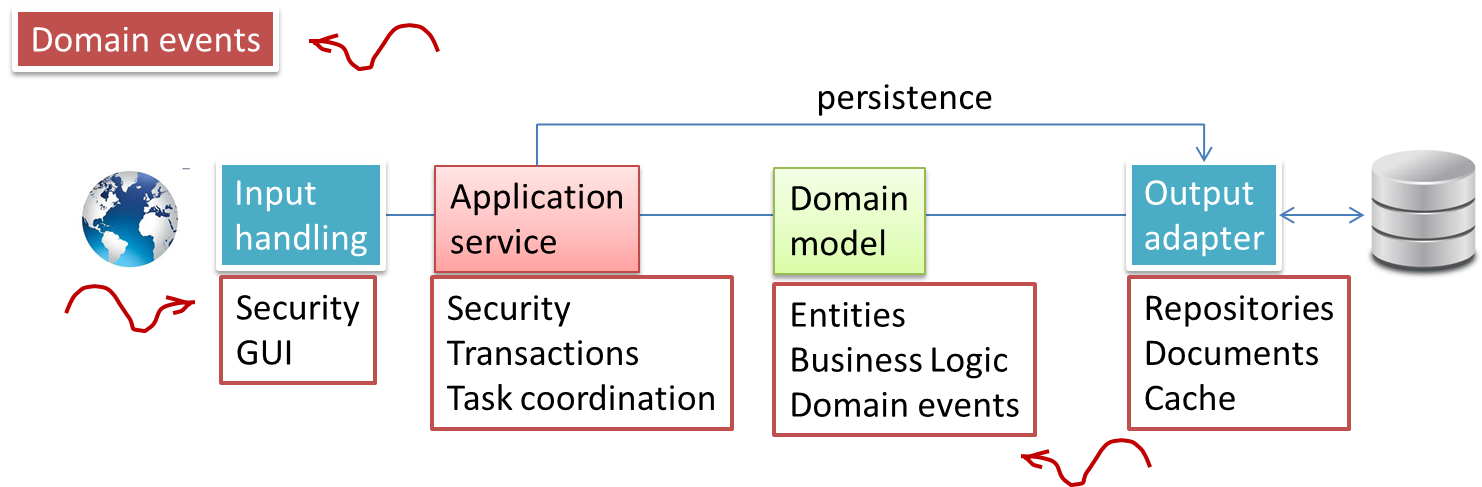 Domain events
persistence
Input
handling
Application
service
Domain
model
Output
adapter
Security
GUI
Security
Transactions
Task coordination
Entities
Business Logic
Domain events
Repositories
Documents
Cache